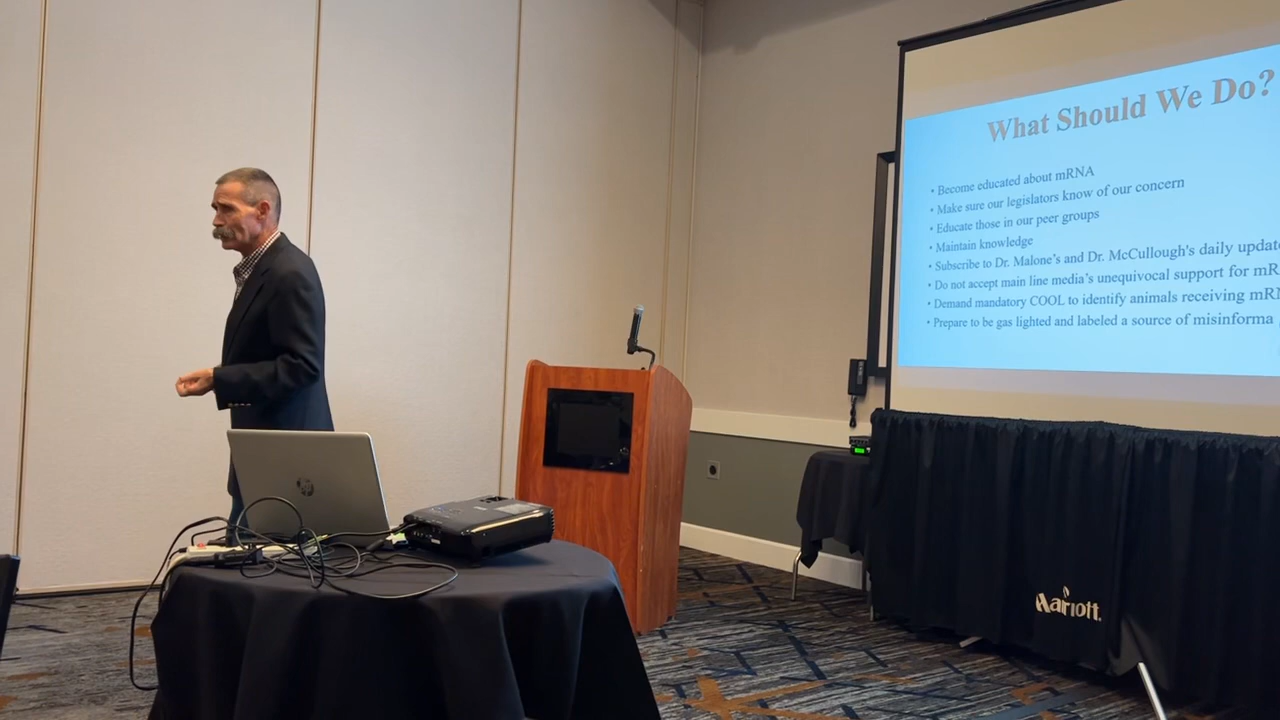 What Should We Do?
• Become educated about mRNA
• Make sure our legislators know of our concern
• Educate those in our peer groups
• Maintain knowledge
• Subscribe to Dr. Malone's and Dr. McCullough's daily update
• Do not accept main line media's unequivocal support for mR
• Demand mandatory COOL to identify animals receiving mRN
• Prepare to be gas lighted and labeled a source of misinforma
Marriott
hp